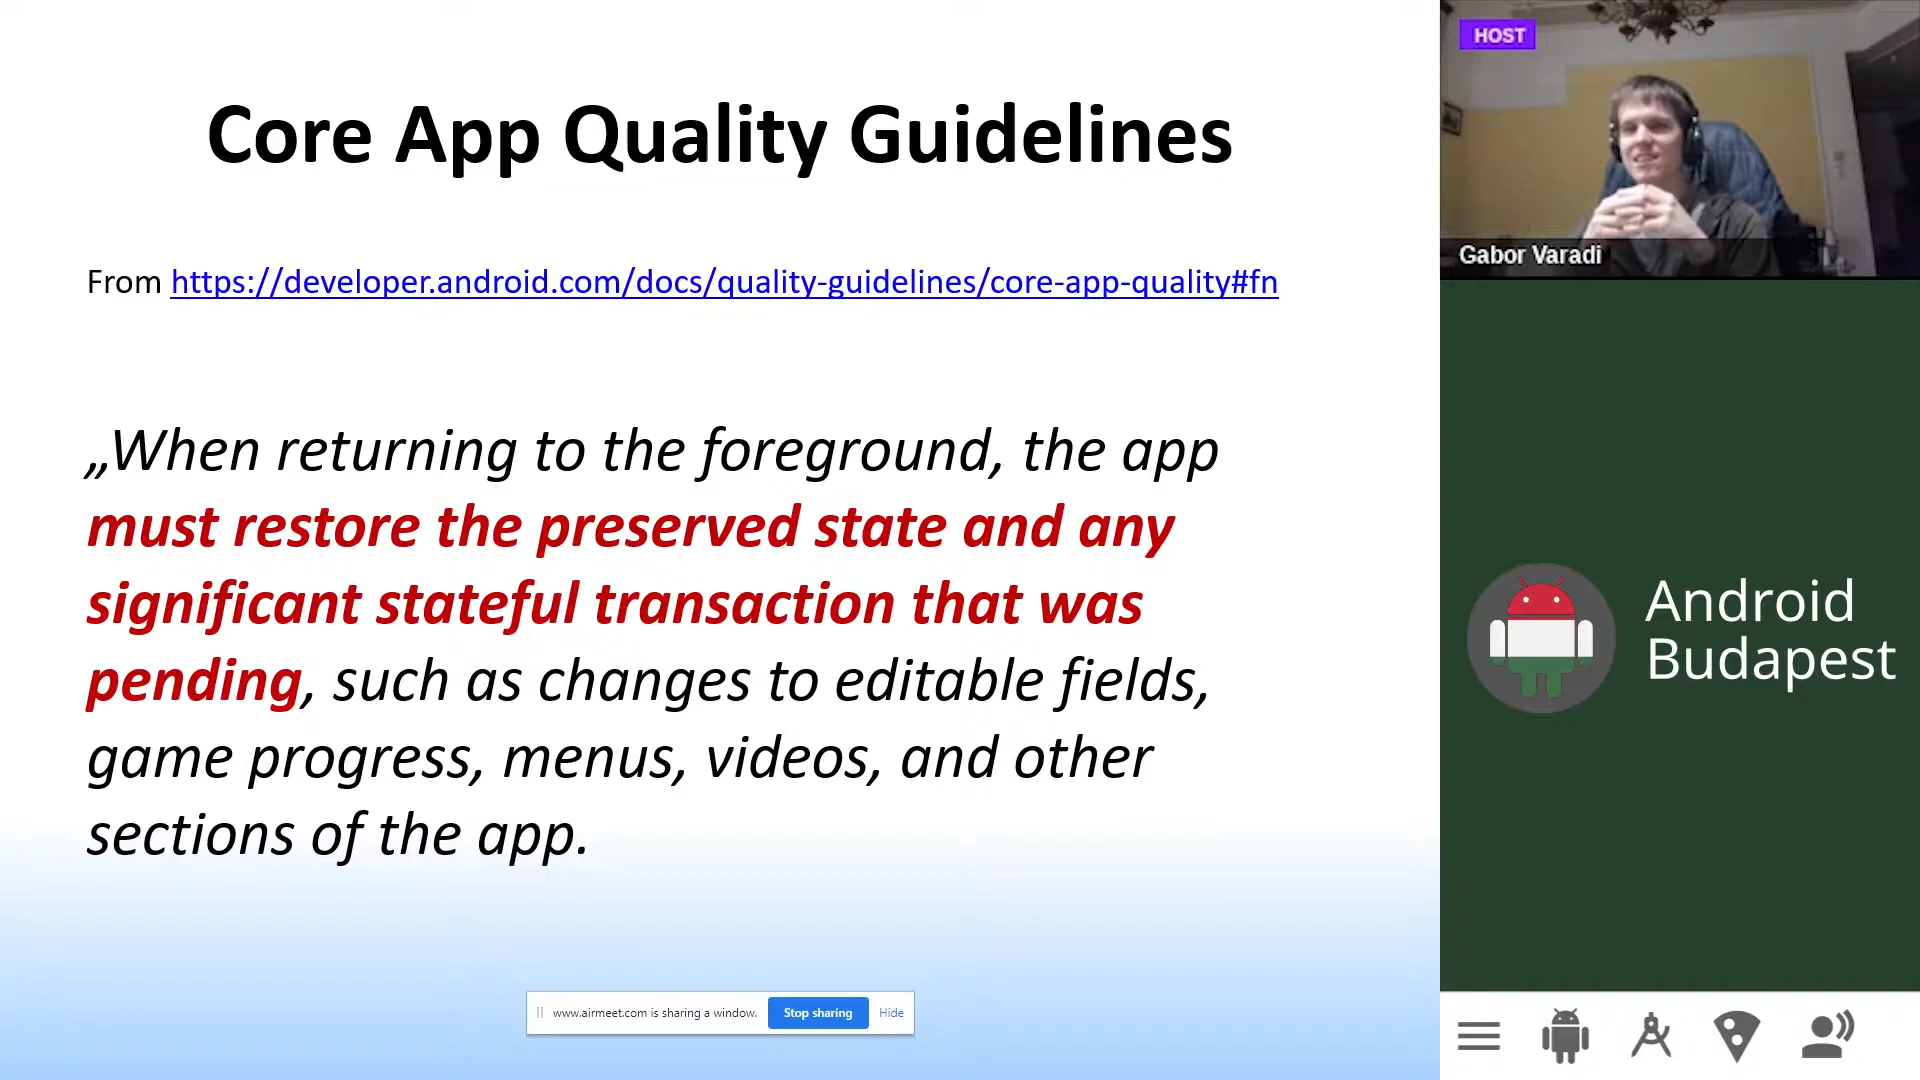 Core App Quality Guidelines
From https://developer.android.com/docs/quality-guidelines/core-app-quality#fn
„When returning to the foreground, the app
must restore the preserved state and any
significant stateful transaction that was
pending, such as changes to editable fields,
game progress, menus, videos, and other
sections of the app.
www.airmeet.com is sharing a window.
Stop sharing
Hide
HOST
Gabor Varadi
Android
Budapest